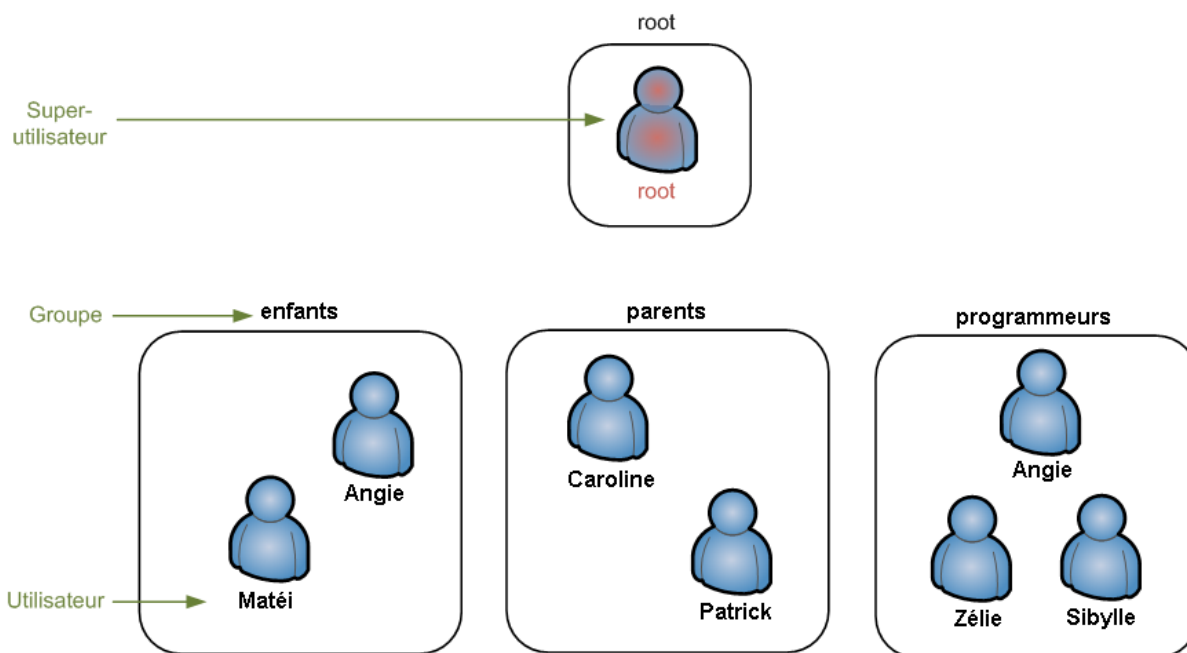 root
Super-
utilisateur
root
Groupe
enfants
parents
programmeurs
Angie
Matéi
Caroline
Patrick
Angie
Zélie
Sibylle
Utilisateur